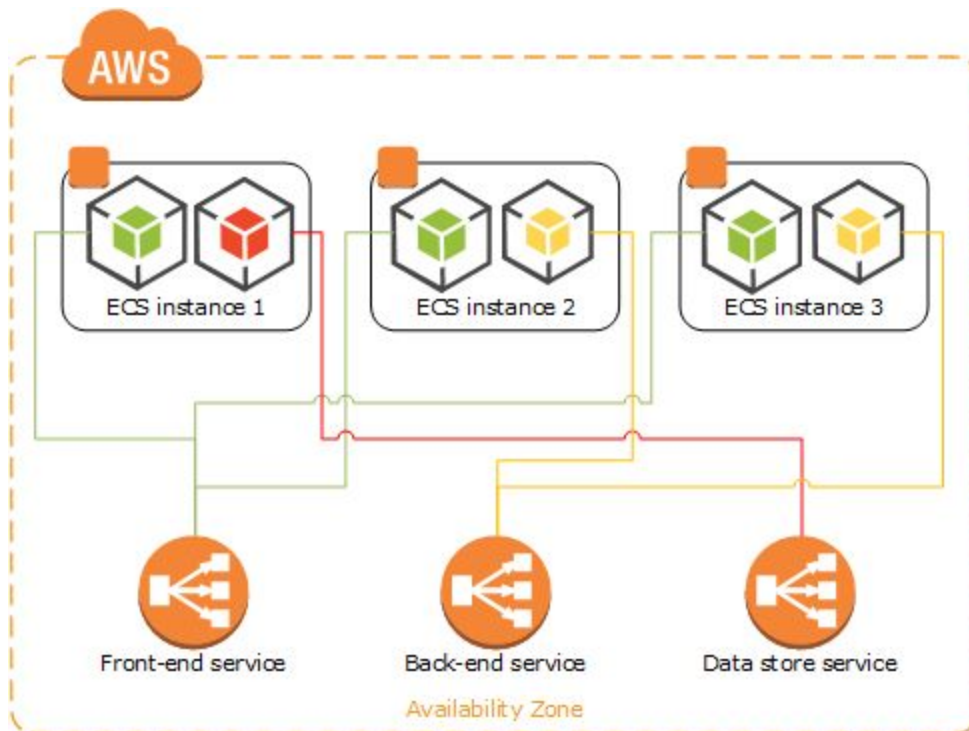 AWS
ECS instance 1
ECS instance 2
ECS instance 3
Front-end service
Back-end service
Data store service
Availability Zone